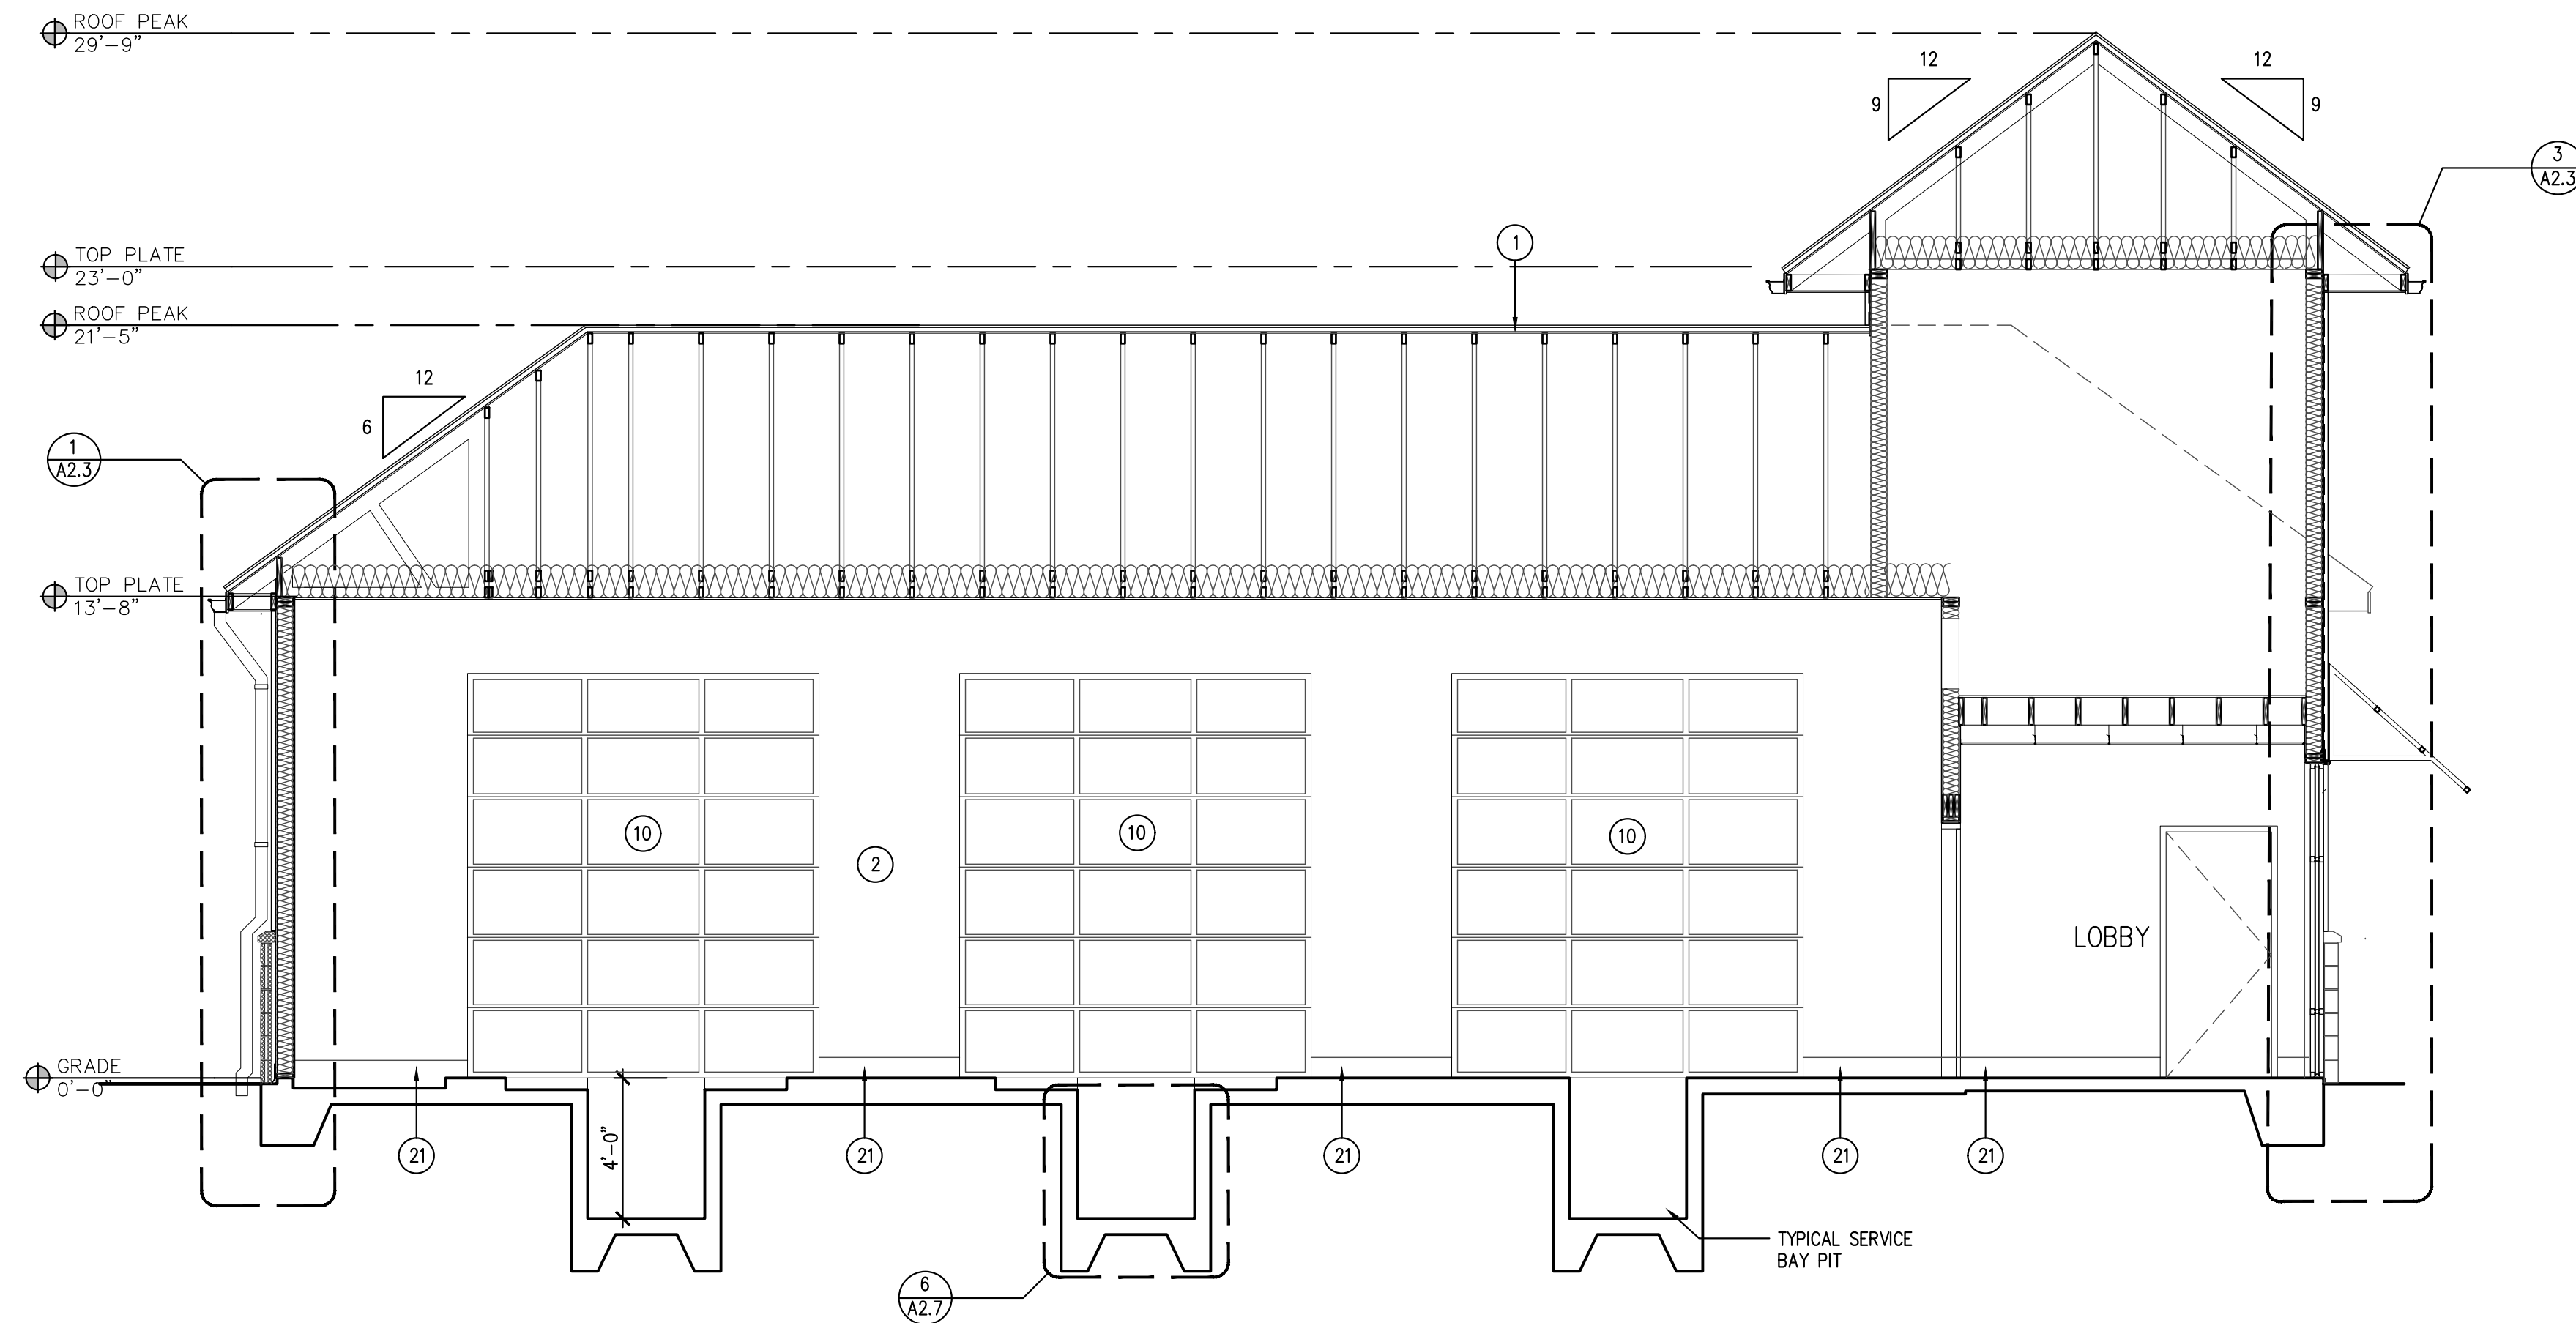 ROOF PEAK
29'-9"
12
12
9
9
3
A2.3
TOP PLATE
23'-0"
1
ROOF PEAK
21'-5"
12
6
1
A2.3
TOP PLATE
13'-8"
10
10
10
2
LOBBY
GRADE
0'-0"
4'-0"
21
21
21
21
21
TYPICAL SERVICE
BAY PIT
6
A2.7